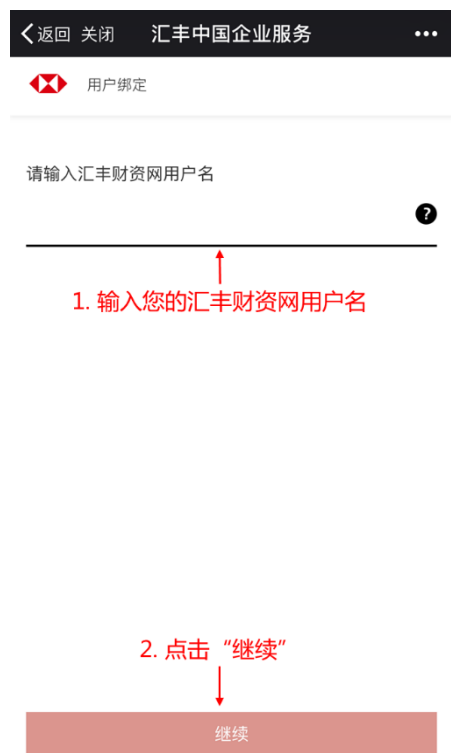 返回 关闭 汇丰中国企业服务
用户绑定
请输入汇丰财资网用户名
?
1. 输入您的汇丰财资网用户名
2. 点击“继续”
继续